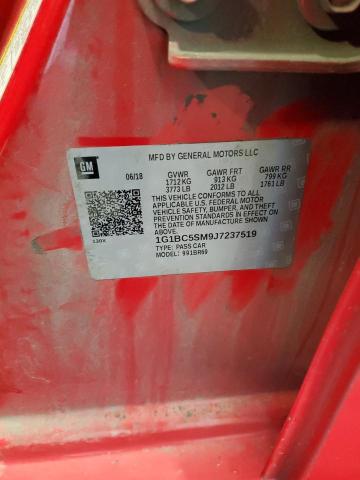 MFD BY GENERAL MOTORS LLC
GM 06/18 GVWR GAWR FRT GAWR RR
1712 KG 913 KG 799 KG
3773 LB 2012 LB 1761 LB
THIS VEHICLE CONFORMS TO ALL
APPLICABLE U.S. FEDERAL MOTOR
VEHICLE SAFETY, BUMPER, AND THEFT
PREVENTION STANDARDS IN EFFECT ON
THE DATE OF MANUFACTURE SHOWN
ABOVE.
1G1BC5SM9J7237519
TYPE: PASS CAR
MODEL: 991BR69